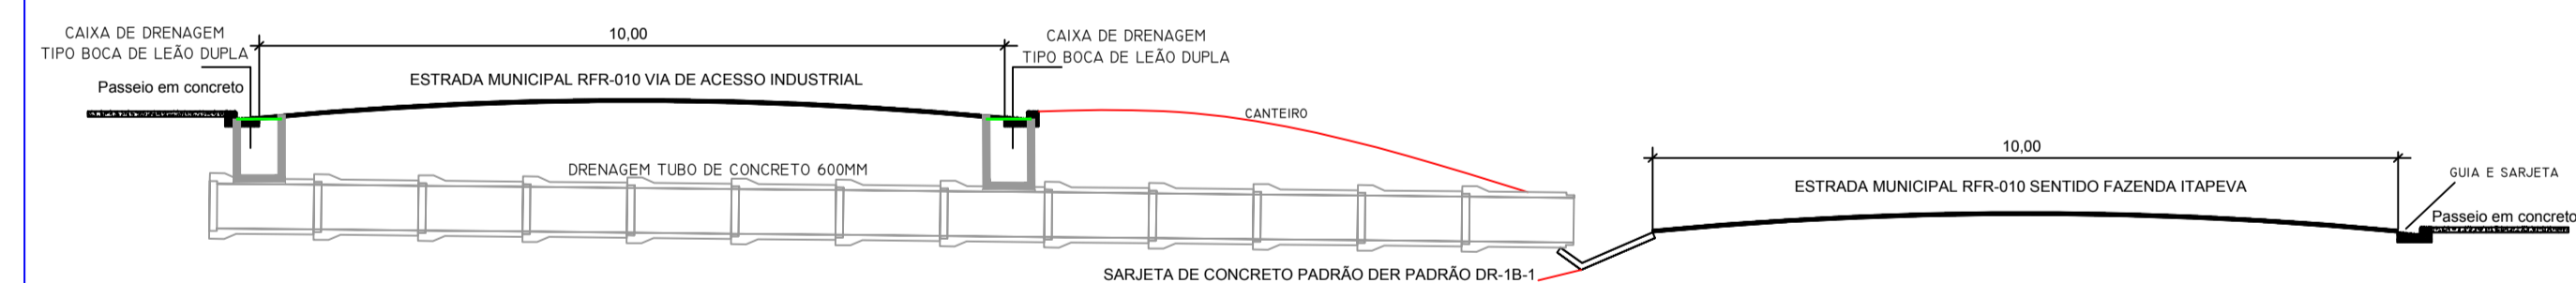 CAIXA DE DRENAGEM
TIPO BOCA DE LEÃO DUPLA
10,00
CAIXA DE DRENAGEM
TIPO BOCA DE LEÃO DUPLA
Passeio em concreto
ESTRADA MUNICIPAL RFR-010 VIA DE ACESSO INDUSTRIAL
CANTEIRO
DRENAGEM TUBO DE CONCRETO 600MM
10,00
ESTRADA MUNICIPAL RFR-010 SENTIDO FAZENDA ITAPEVA
GUIA E SARJETA
Passeio em concreto
SARJETA DE CONCRETO PADRÃO DER PADRÃO DR-1B-1